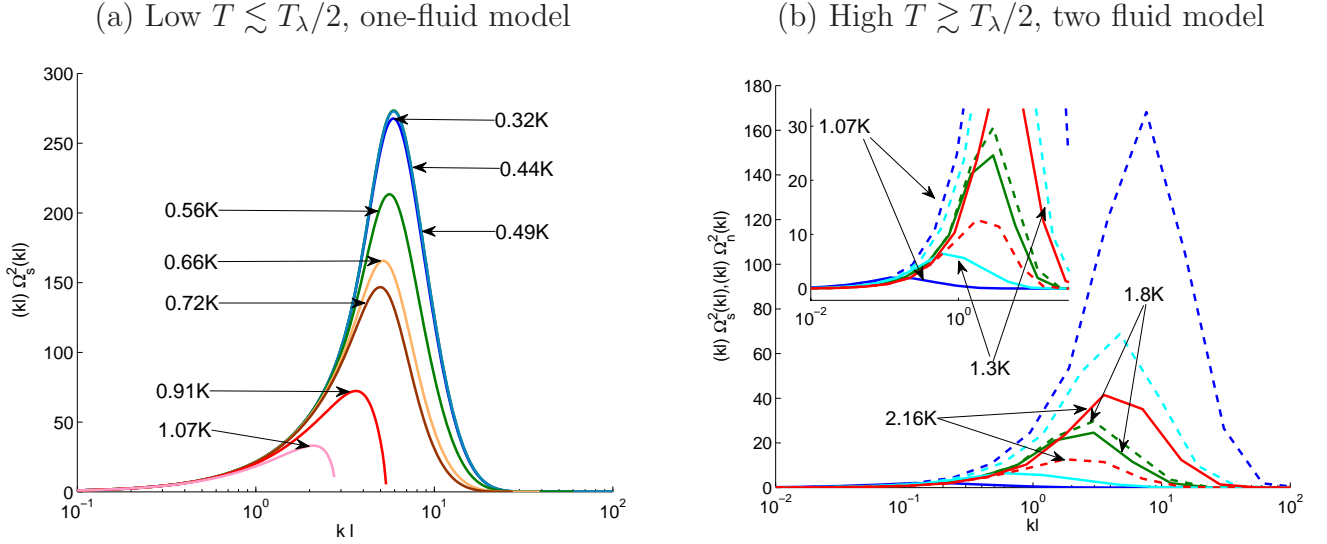 (a) Low T ≲ T_λ/2, one-fluid model
(b) High T ≳ T_λ/2, two fluid model
300
250
200
150
100
50
0
10^−1
10^0
10^1
10^2
k l
(kl) Ω_s^2(kl)
0.32K
0.44K
0.49K
0.56K
0.66K
0.72K
0.91K
1.07K
180
160
140
120
100
80
60
40
20
0
10^−2
10^−1
10^0
10^1
10^2
kl
(kl) Ω_s^2(kl),(kl) Ω_n^2(kl)
30
20
10
0
10^−2
10^0
1.07K
1.3K
1.8K
2.16K